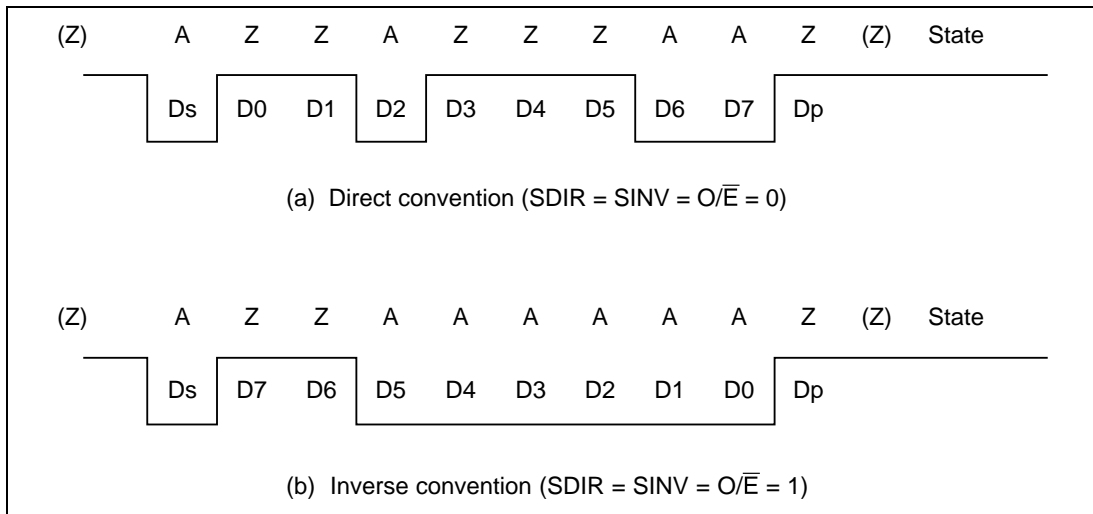 (Z) A Z Z A Z Z Z A A Z (Z) State
Ds D0 D1 D2 D3 D4 D5 D6 D7 Dp
(a) Direct convention (SDIR = SINV = O/E̅ = 0)
(Z) A Z Z A A A A A A Z (Z) State
Ds D7 D6 D5 D4 D3 D2 D1 D0 Dp
(b) Inverse convention (SDIR = SINV = O/E̅ = 1)